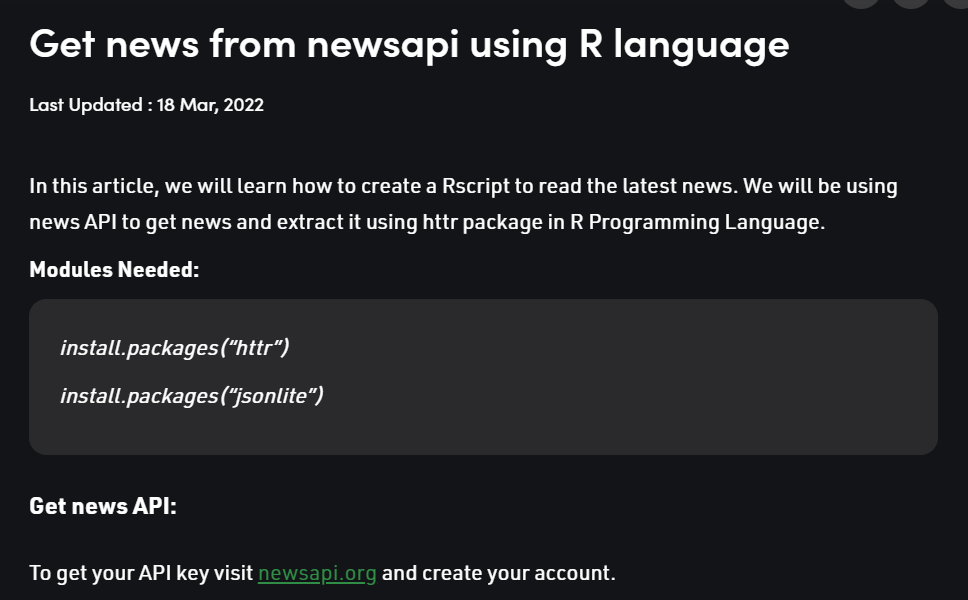 Get news from newsapi using R language
Last Updated : 18 Mar, 2022
In this article, we will learn how to create a Rscript to read the latest news. We will be using
news API to get news and extract it using httr package in R Programming Language.
Modules Needed:
install.packages(“httr”)
install.packages(“jsonlite”)
Get news API:
To get your API key visit newsapi.org and create your account.